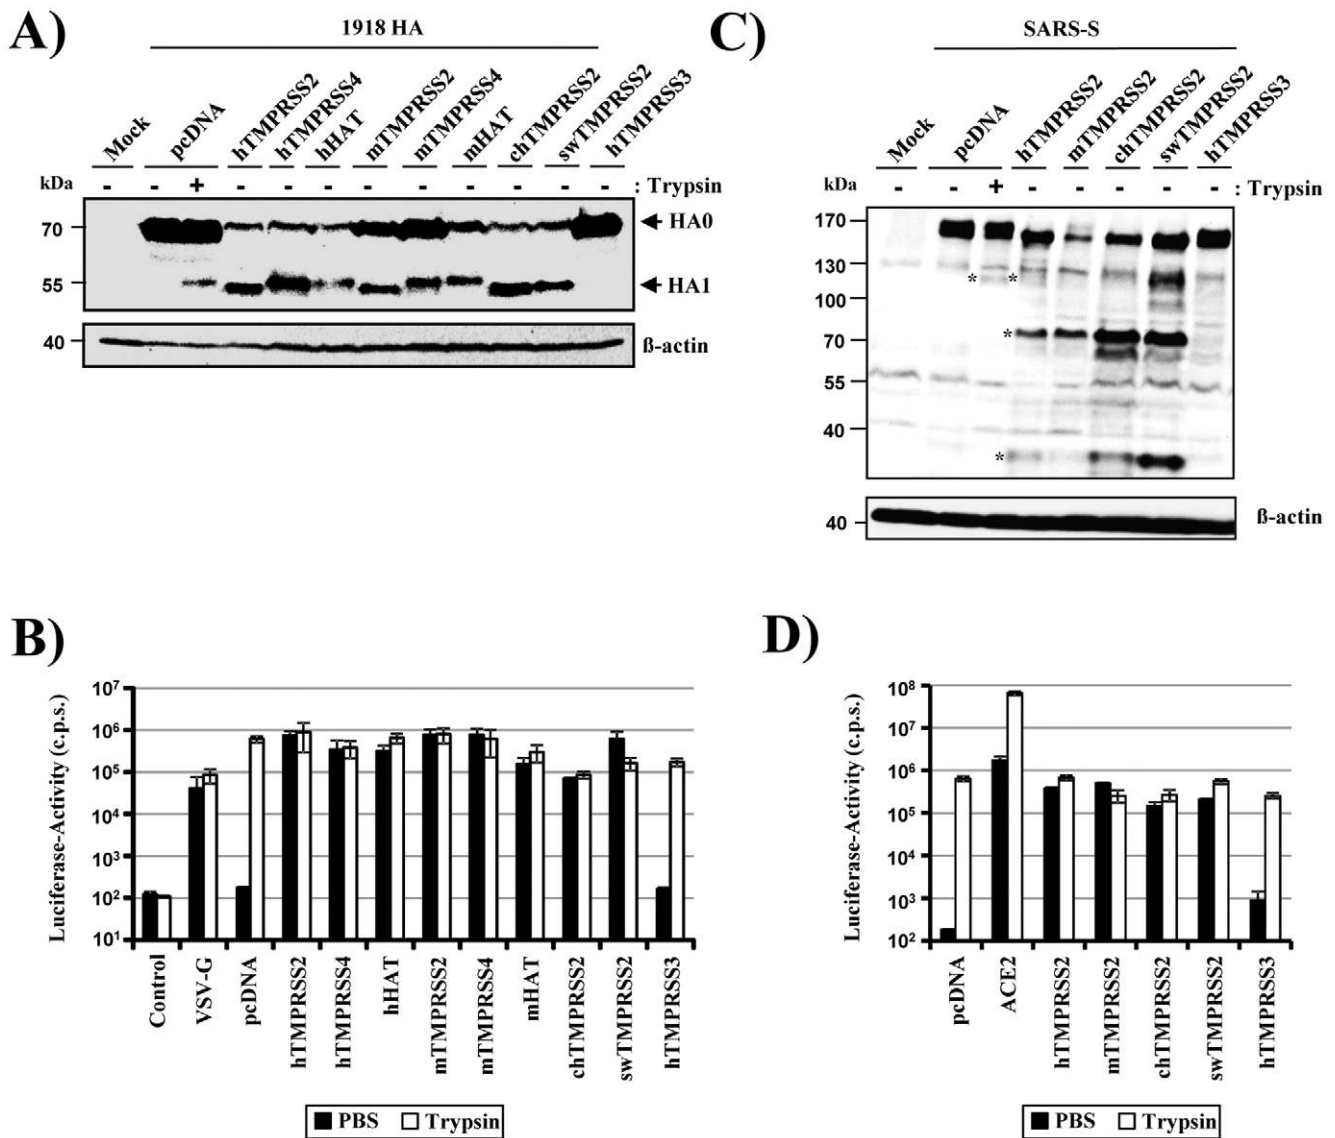 A)
1918 HA
Mock
pcDNA
hTMPRSS2
hTMPRSS4
hHAT
mTMPRSS2
mTMPRSS4
mHAT
chTMPRSS2
swTMPRSS2
hTMPRSS3
kDa - - + - - - - - - - - - : Trypsin
70
HA0
55
HA1
40
ß-actin
C)
SARS-S
Mock
pcDNA
hTMPRSS2
mTMPRSS2
chTMPRSS2
swTMPRSS2
hTMPRSS3
kDa - - + - - - - - : Trypsin
170
130
* *
100
70 *
55
40
*
40
ß-actin
B)
Luciferase-Activity (c.p.s.)
10⁷
10⁶
10⁵
10⁴
10³
10²
10¹
Control
VSV-G
pcDNA
hTMPRSS2
hTMPRSS4
hHAT
mTMPRSS2
mTMPRSS4
mHAT
chTMPRSS2
swTMPRSS2
hTMPRSS3
PBS Trypsin
D)
Luciferase-Activity (c.p.s.)
10⁸
10⁷
10⁶
10⁵
10⁴
10³
10²
pcDNA
ACE2
hTMPRSS2
mTMPRSS2
chTMPRSS2
swTMPRSS2
hTMPRSS3
PBS Trypsin